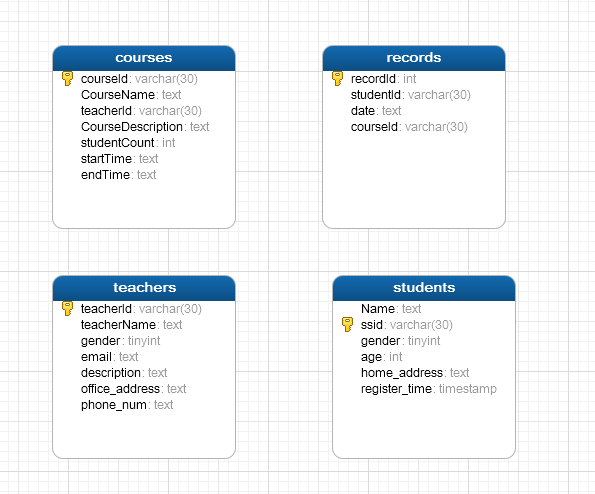 courses
courseId: varchar(30)
CourseName: text
teacherId: varchar(30)
CourseDescription: text
studentCount: int
startTime: text
endTime: text
records
recordId: int
studentId: varchar(30)
date: text
courseId: varchar(30)
teachers
teacherId: varchar(30)
teacherName: text
gender: tinyint
email: text
description: text
office_address: text
phone_num: text
students
Name: text
ssid: varchar(30)
gender: tinyint
age: int
home_address: text
register_time: timestamp